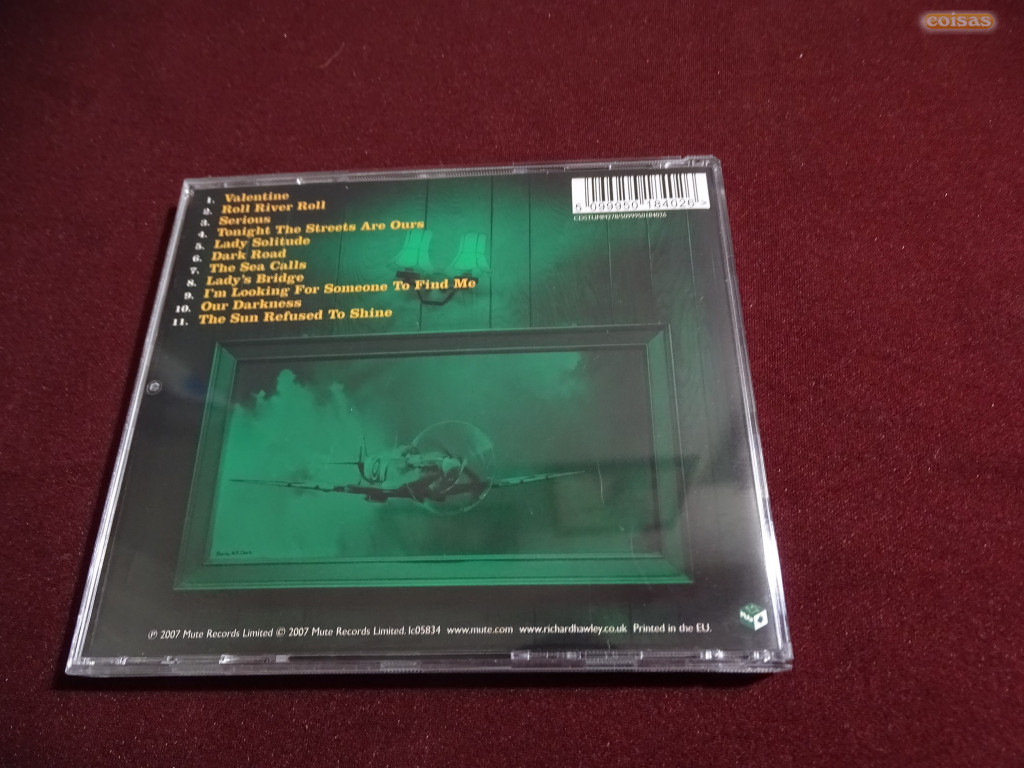 coisas
1. Valentine
2. Roll River Roll
3. Serious
4. Tonight The Streets Are Ours
5. Lady Solitude
6. Dark Road
7. The Sea Calls
8. Lady's Bridge
9. I'm Looking For Someone To Find Me
10. Our Darkness
11. The Sun Refused To Shine
5 099950 184026 >
CDSTUMM278/5099950184026
℗ 2007 Mute Records Limited © 2007 Mute Records Limited. lc05834 www.mute.com www.richardhawley.co.uk Printed in the EU.